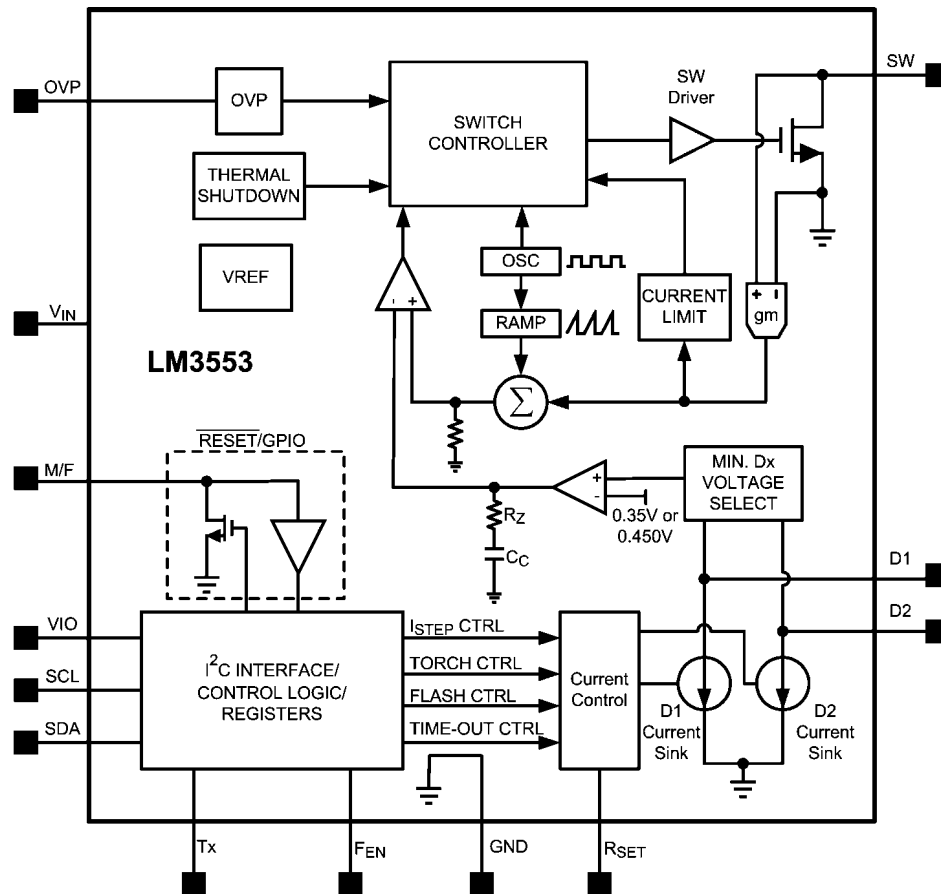 SW
OVP
OVP
SWITCH
CONTROLLER
SW
Driver
THERMAL
SHUTDOWN
VREF
OSC
RAMP
CURRENT
LIMIT
+ -
gm
- +
V_IN
LM3553
Σ
RESET/GPIO
M/F
MIN. Dx
VOLTAGE
SELECT
+
-
0.35V or
0.450V
R_Z
C_C
D1
D2
VIO
SCL
SDA
I²C INTERFACE/
CONTROL LOGIC/
REGISTERS
I_STEP CTRL
TORCH CTRL
FLASH CTRL
TIME-OUT CTRL
Current
Control
D1
Current
Sink
D2
Current
Sink
Tx
F_EN
GND
R_SET